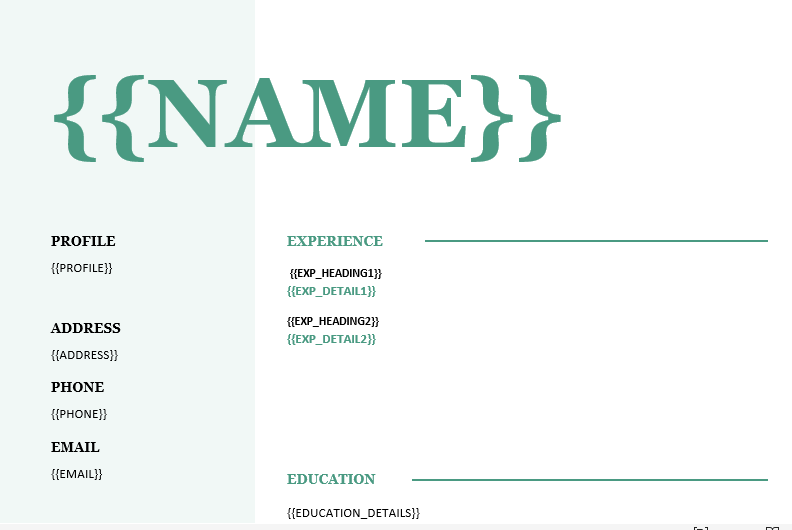 {{NAME}}
PROFILE
{{PROFILE}}
ADDRESS
{{ADDRESS}}
PHONE
{{PHONE}}
EMAIL
{{EMAIL}}
EXPERIENCE
{{EXP_HEADING1}}
{{EXP_DETAIL1}}
{{EXP_HEADING2}}
{{EXP_DETAIL2}}
EDUCATION
{{EDUCATION_DETAILS}}